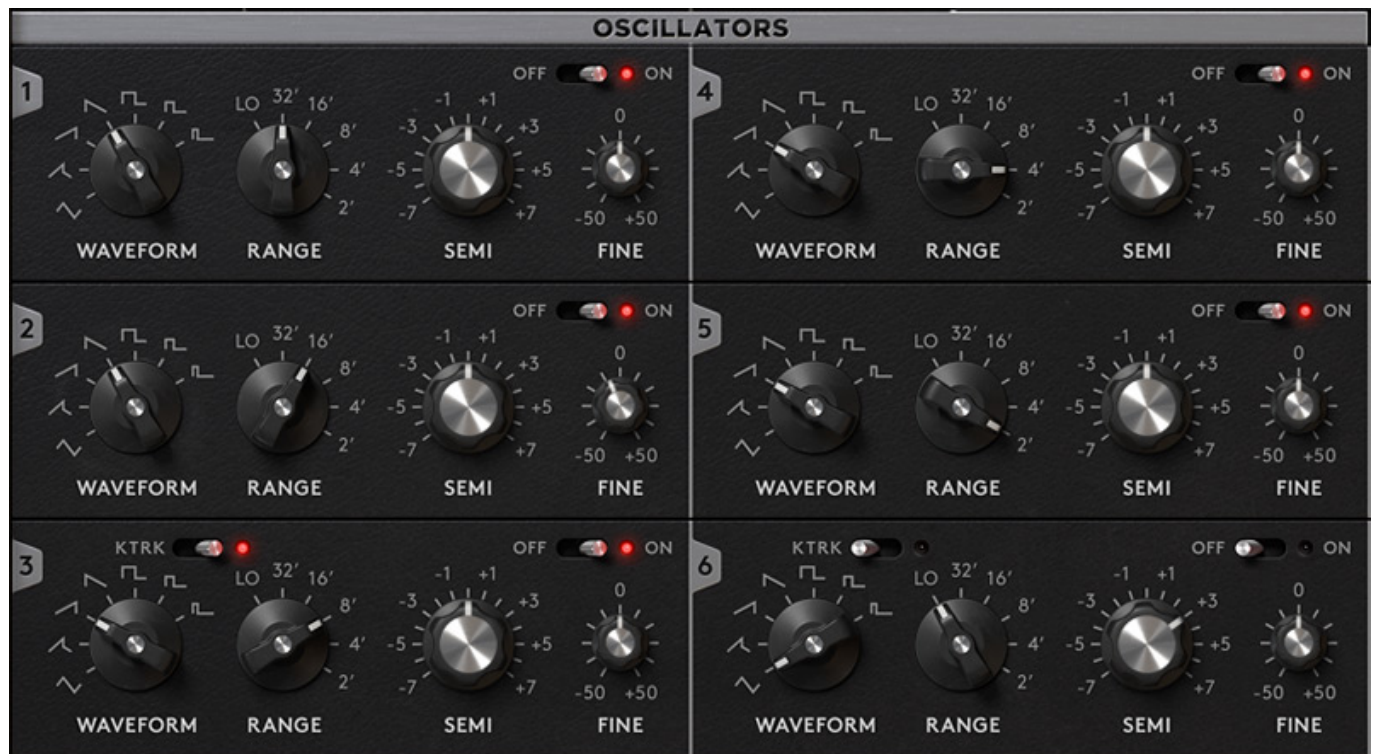 OSCILLATORS
1
OFF ON
LO 32' 16' 8' 4' 2'
-7 -5 -3 -1 +1 +3 +5 +7
0 -50 +50
WAVEFORM RANGE SEMI FINE
4
OFF ON
LO 32' 16' 8' 4' 2'
-7 -5 -3 -1 +1 +3 +5 +7
0 -50 +50
WAVEFORM RANGE SEMI FINE
2
OFF ON
LO 32' 16' 8' 4' 2'
-7 -5 -3 -1 +1 +3 +5 +7
0 -50 +50
WAVEFORM RANGE SEMI FINE
5
OFF ON
LO 32' 16' 8' 4' 2'
-7 -5 -3 -1 +1 +3 +5 +7
0 -50 +50
WAVEFORM RANGE SEMI FINE
3
KTRK OFF ON
LO 32' 16' 8' 4' 2'
-7 -5 -3 -1 +1 +3 +5 +7
0 -50 +50
WAVEFORM RANGE SEMI FINE
6
KTRK OFF ON
LO 32' 16' 8' 4' 2'
-7 -5 -3 -1 +1 +3 +5 +7
0 -50 +50
WAVEFORM RANGE SEMI FINE